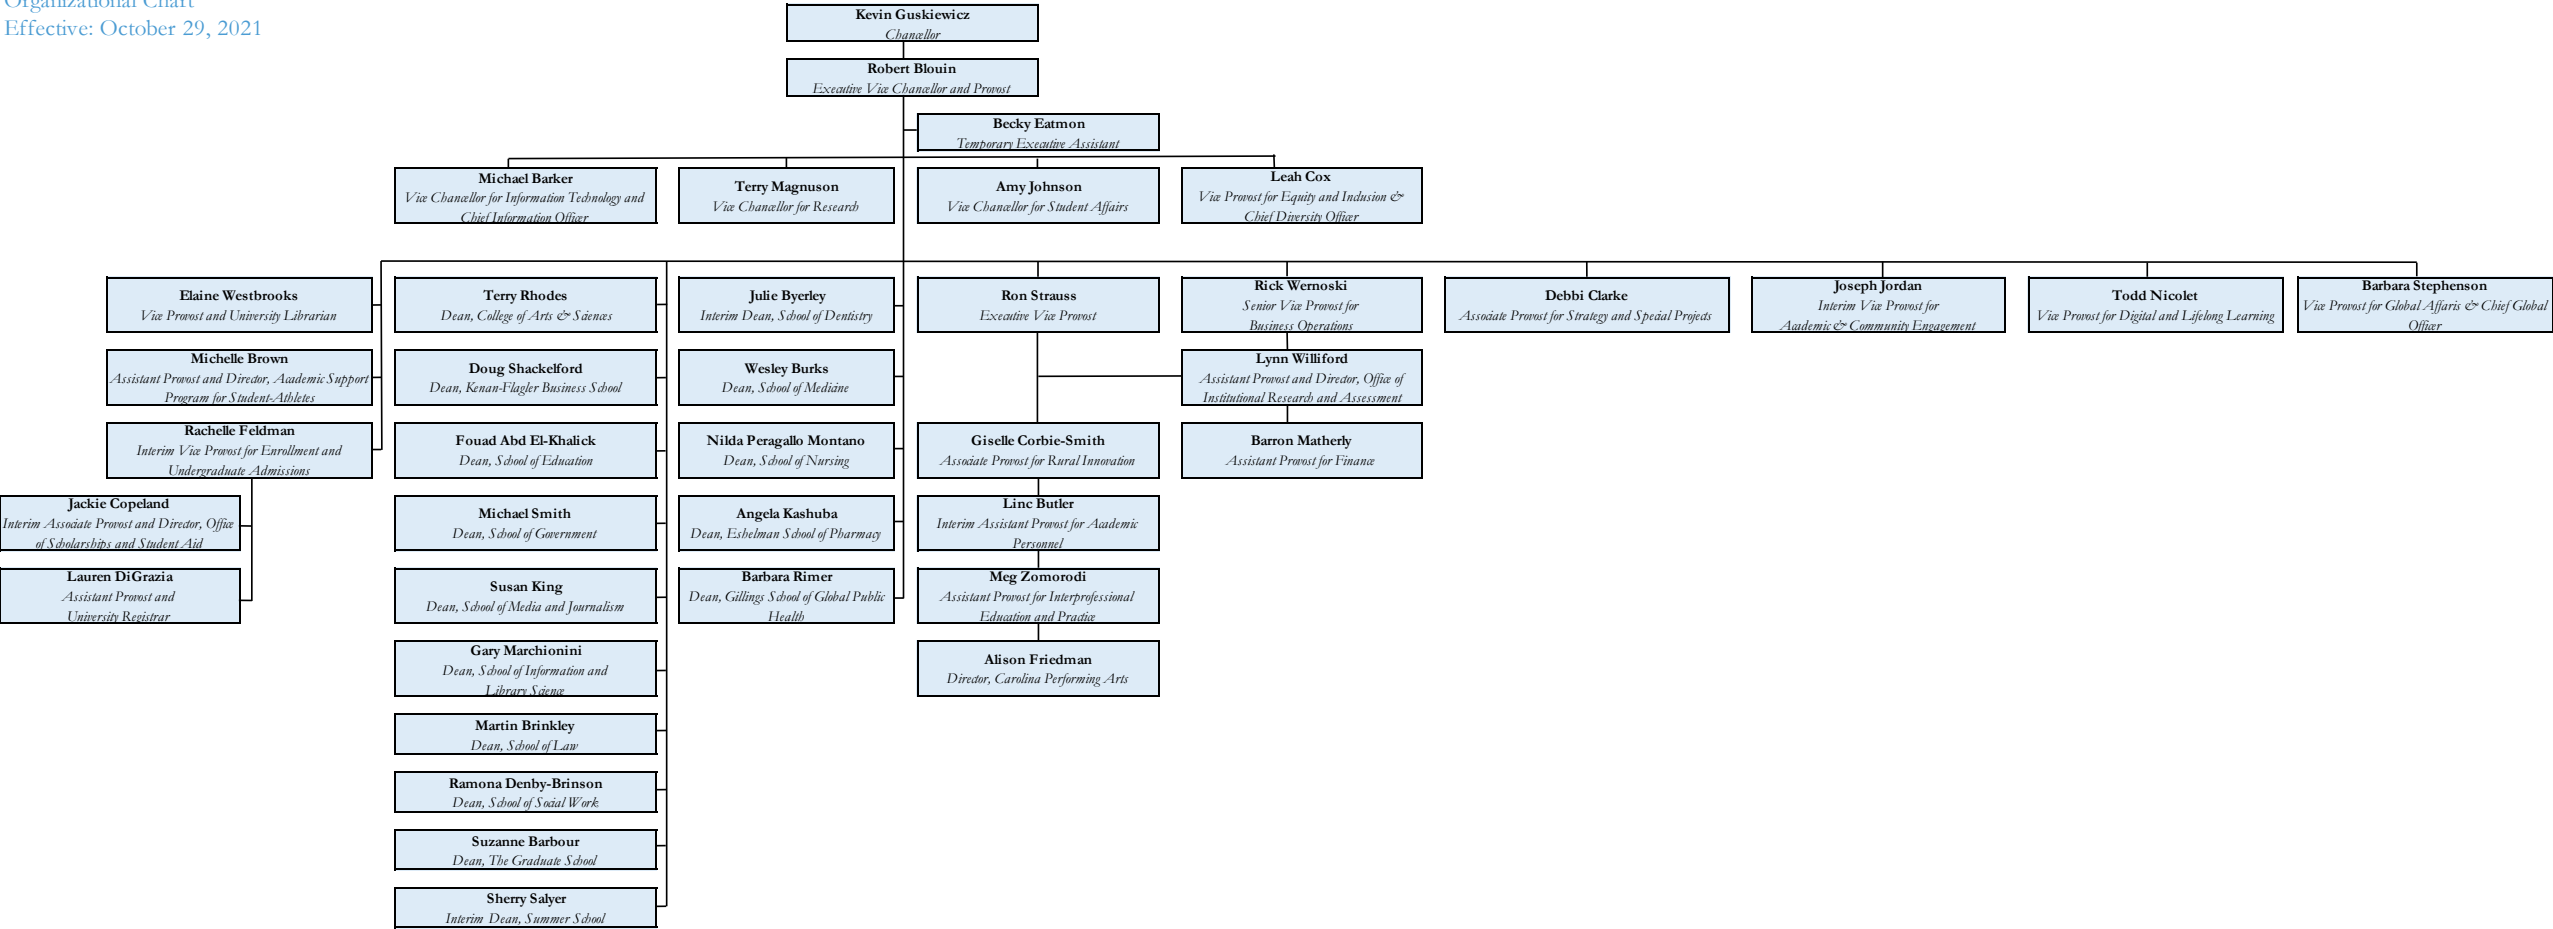 Organizational Chart
Effective: October 29, 2021
Kevin Guskiewicz
Chancellor
Robert Blouin
Executive Vice Chancellor and Provost
Becky Eatmon
Temporary Executive Assistant
Michael Barker
Vice Chancellor for Information Technology and
Chief Information Officer
Terry Magnuson
Vice Chancellor for Research
Amy Johnson
Vice Chancellor for Student Affairs
Leah Cox
Vice Provost for Equity and Inclusion &
Chief Diversity Officer
Elaine Westbrooks
Vice Provost and University Librarian
Terry Rhodes
Dean, College of Arts & Sciences
Julie Byerley
Interim Dean, School of Dentistry
Ron Strauss
Executive Vice Provost
Rick Wernoski
Senior Vice Provost for
Business Operations
Debbi Clarke
Associate Provost for Strategy and Special Projects
Joseph Jordan
Interim Vice Provost for
Academic & Community Engagement
Todd Nicolet
Vice Provost for Digital and Lifelong Learning
Barbara Stephenson
Vice Provost for Global Affaris & Chief Global
Officer
Michelle Brown
Assistant Provost and Director, Academic Support
Program for Student-Athletes
Doug Shackelford
Dean, Kenan-Flagler Business School
Wesley Burks
Dean, School of Medicine
Lynn Williford
Assistant Provost and Director, Office of
Institutional Research and Assessment
Rachelle Feldman
Interim Vice Provost for Enrollment and
Undergraduate Admissions
Fouad Abd El-Khalick
Dean, School of Education
Nilda Peragallo Montano
Dean, School of Nursing
Giselle Corbie-Smith
Associate Provost for Rural Innovation
Barron Matherly
Assistant Provost for Finance
Jackie Copeland
Interim Associate Provost and Director, Office
of Scholarships and Student Aid
Michael Smith
Dean, School of Government
Angela Kashuba
Dean, Eshelman School of Pharmacy
Linc Butler
Interim Assistant Provost for Academic
Personnel
Lauren DiGrazia
Assistant Provost and
University Registrar
Susan King
Dean, School of Media and Journalism
Barbara Rimer
Dean, Gillings School of Global Public
Health
Meg Zomorodi
Assistant Provost for Interprofessional
Education and Practice
Gary Marchionini
Dean, School of Information and
Library Science
Alison Friedman
Director, Carolina Performing Arts
Martin Brinkley
Dean, School of Law
Ramona Denby-Brinson
Dean, School of Social Work
Suzanne Barbour
Dean, The Graduate School
Sherry Salyer
Interim Dean, Summer School